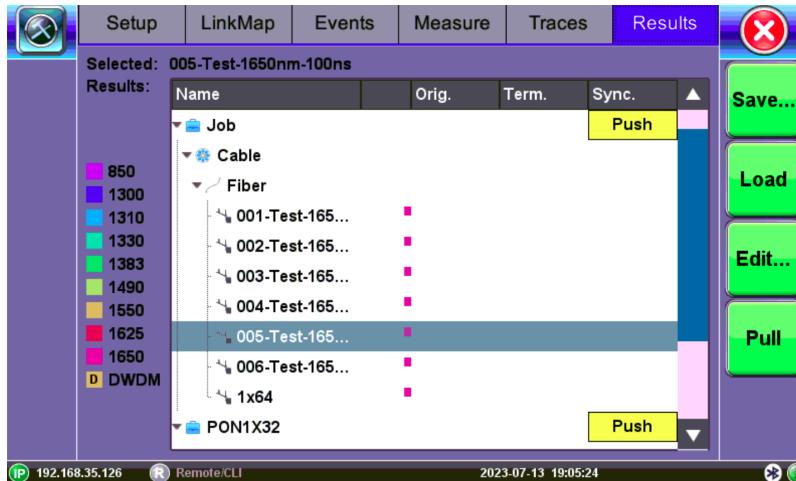 Setup LinkMap Events Measure Traces Results
Selected: 005-Test-1650nm-100ns
Results:
Name Orig. Term. Sync.
Job Push
Cable
Fiber
001-Test-165...
002-Test-165...
003-Test-165...
004-Test-165...
005-Test-165...
006-Test-165...
1x64
PON1X32 Push
850
1300
1310
1330
1383
1490
1550
1625
1650
D DWDM
Save...
Load
Edit...
Pull
IP 192.168.35.126 R Remote/CLI 2023-07-13 19:05:24